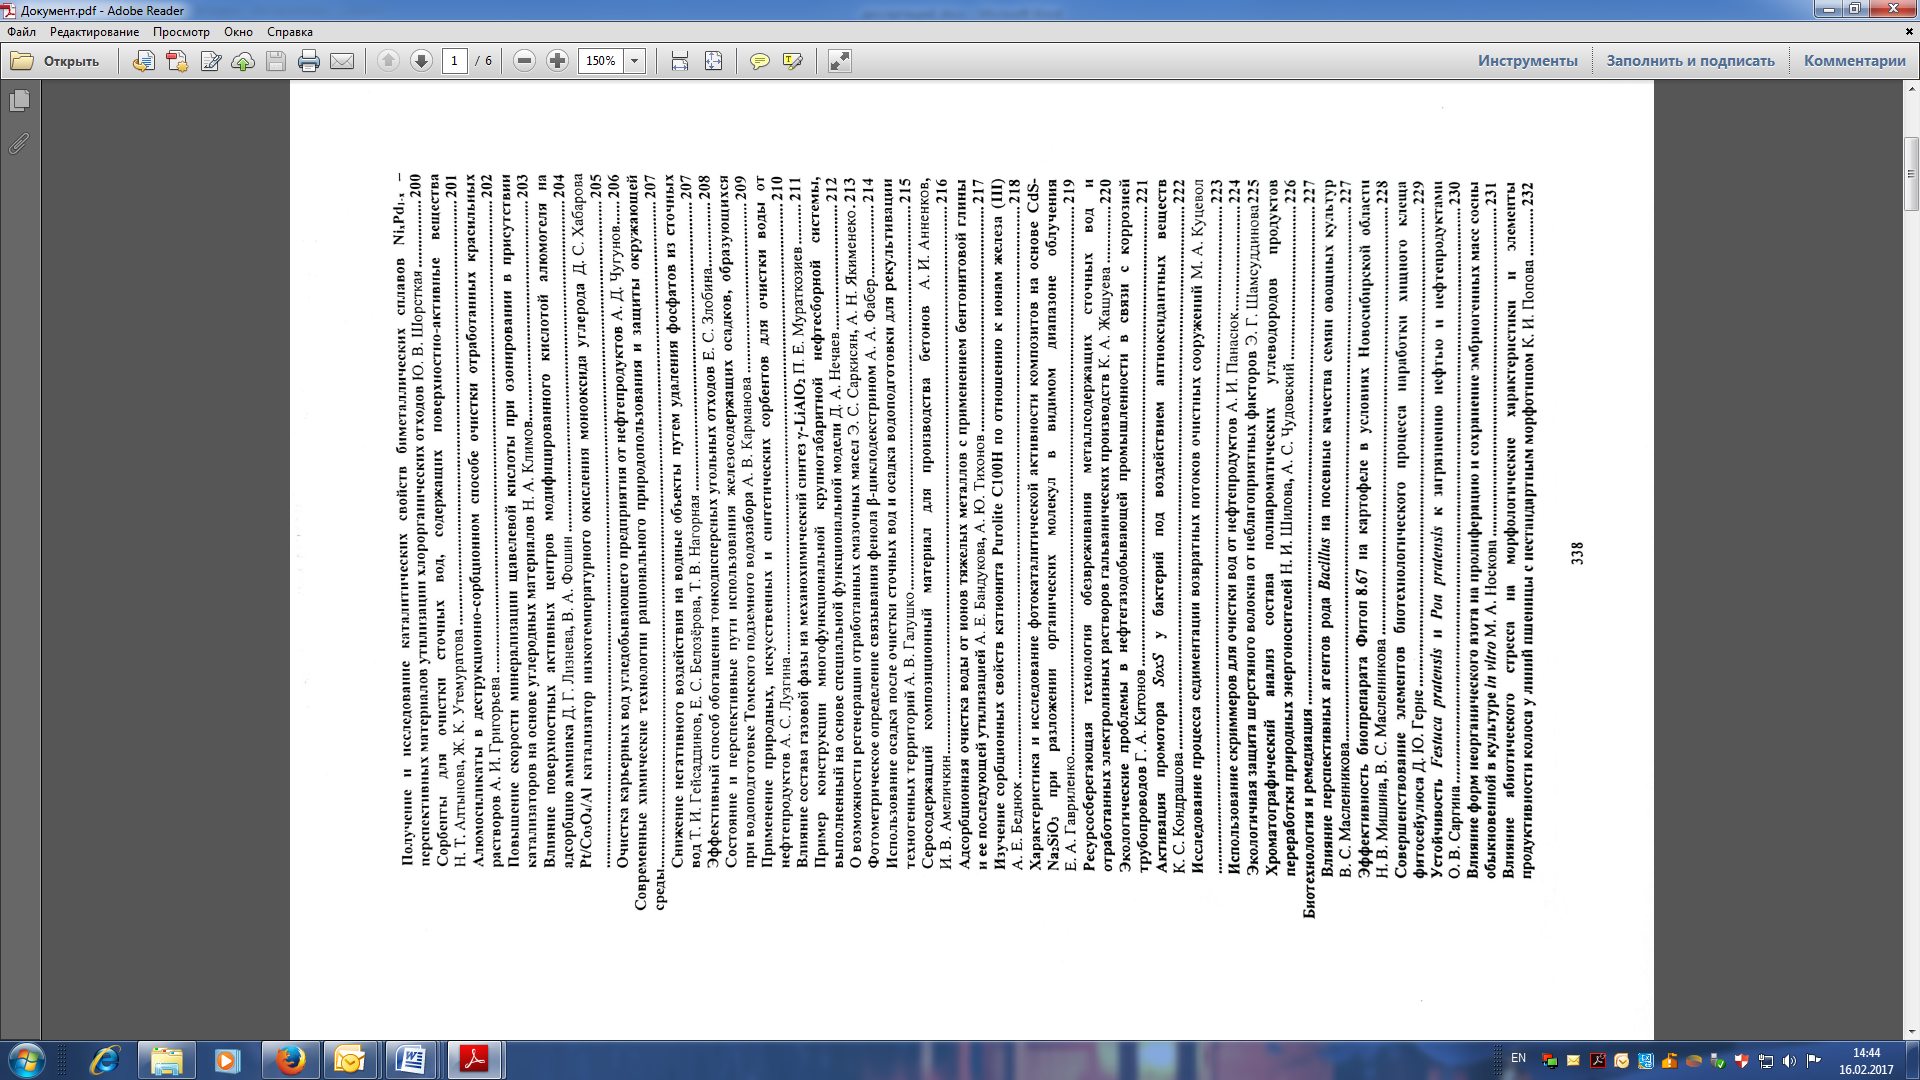 Документ.pdf - Adobe Reader
Файл Редактирование Просмотр Окно Справка
Открыть 1 / 6 150% Инструменты Заполнить и подписать Комментарии
Получение и исследование каталитических свойств биметаллических сплавов NiₓPd₁₋ₓ –
перспективных материалов утилизации хлорорганических отходов Ю. В. Шорсткая 200
Сорбенты для очистки сточных вод, содержащих поверхностно-активные вещества
Н. Т. Алтынова, Ж. К. Утемуратова 201
Алюмосиликаты в деструкционно-сорбционном способе очистки отработанных красильных
растворов А. И. Григорьева 202
Повышение скорости минерализации щавелевой кислоты при озонировании в присутствии
катализаторов на основе углеродных материалов Н. А. Климов 203
Влияние поверхностных активных центров модифицированного кислотой алюмогеля на
адсорбцию аммиака Д. Г. Лизнева, В. А. Фошин 204
Pt/Co₃O₄/Al катализатор низкотемпературного окисления монооксида углерода Д. С. Хабарова
205
Очистка карьерных вод угледобывающего предприятия от нефтепродуктов А. Д. Чугунов 206
Современные химические технологии рационального природопользования и защиты окружающей
среды 207
Снижение негативного воздействия на водные объекты путем удаления фосфатов из сточных
вод Т. И. Гейсаддинов, Е. С. Белозёрова, Т. В. Нагорная 207
Эффективный способ обогащения тонкодисперсных угольных отходов Е. С. Злобина 208
Состояние и перспективные пути использования железосодержащих осадков, образующихся
при водоподготовке Томского подземного водозабора А. В. Карманова 209
Применение природных, искусственных и синтетических сорбентов для очистки воды от
нефтепродуктов А. С. Лузгина 210
Влияние состава газовой фазы на механохимический синтез γ-LiAlO₂ П. Е. Мураткозиев 211
Пример конструкции многофункциональной крупногабаритной нефтесборной системы,
выполненный на основе специальной функциональной модели Д. А. Нечаев 212
О возможности регенерации отработанных смазочных масел Э. С. Саркисян, А. Н. Якименеко. 213
Фотометрическое определение связывания фенола β-циклодекстрином А. А. Фабер 214
Использование осадка после очистки сточных вод и осадка водоподготовки для рекультивации
техногенных территорий А. В. Галушко 215
Серосодержащий композиционный материал для производства бетонов А. И. Анненков,
И. В. Амеличкин 216
Адсорбционная очистка воды от ионов тяжелых металлов с применением бентонитовой глины
и ее последующей утилизацией А. Е. Бандукова, А. Ю. Тихонов 217
Изучение сорбционных свойств катионита Purolite C100H по отношению к ионам железа (III)
А. Е. Беднюк 218
Характеристика и исследование фотокаталитической активности композитов на основе CdS-
Na₂SiO₃ при разложении органических молекул в видимом диапазоне облучения
Е. А. Гавриленко 219
Ресурсосберегающая технология обезвреживания металлсодержащих сточных вод и
отработанных электролизных растворов гальванических производств К. А. Жашуева 220
Экологические проблемы в нефтегазодобывающей промышленности в связи с коррозией
трубопроводов Г. А. Китонов 221
Активация промотора SoxS у бактерий под воздействием антиоксидантных веществ
К. С. Кондрашова 222
Исследование процесса седиментации возвратных потоков очистных сооружений М. А. Куцевол
223
Использование скриммеров для очистки вод от нефтепродуктов А. И. Панасюк 224
Экологичная защита шерстяного волокна от неблагоприятных факторов Э. Г. Шамсуддинова 225
Хроматографический анализ состава полиароматических углеводородов продуктов
переработки природных энергоносителей Н. И. Шилова, А. С. Чудовский 226
Биотехнология и ремедиация 227
Влияние перспективных агентов рода Bacillus на посевные качества семян овощных культур
В. С. Масленникова 227
Эффективность биопрепарата Фитоп 8.67 на картофеле в условиях Новосибирской области
Н. В. Мишина, В. С. Масленникова 228
Совершенствование элементов биотехнологического процесса наработки хищного клеща
фитосейулюса Д. Ю. Герне 229
Устойчивость Festuca pratensis и Poa pratensis к загрязнению нефтью и нефтепродуктами
О. В. Саргина 230
Влияние форм неорганического азота на пролиферацию и сохранение эмбриогенных масс сосны
обыкновенной в культуре In vitro М. А. Носкова 231
Влияние абиотического стресса на морфологические характеристики и элементы
продуктивности колоса у линий пшеницы с нестандартным морфотипом К. И. Попова 232
338
EN 14:44
16.02.2017